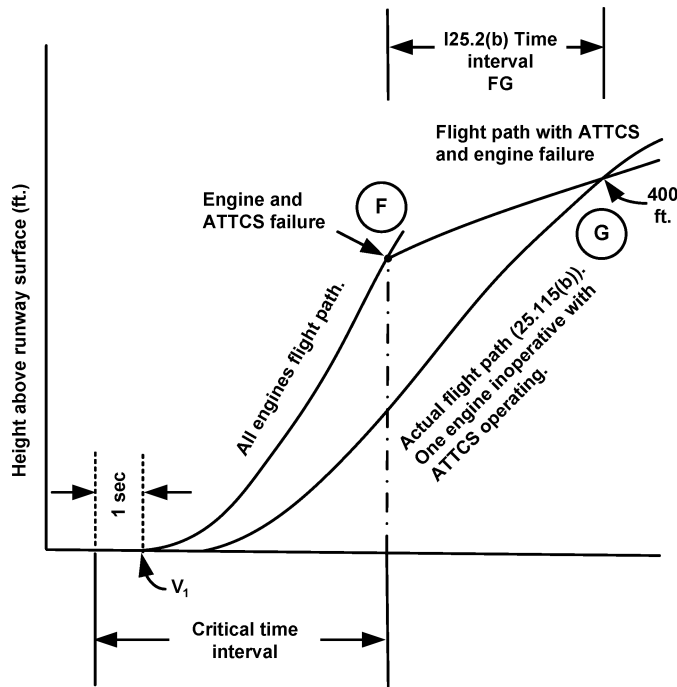 I25.2(b) Time
interval
FG
Flight path with ATTCS
and engine failure
Engine and
ATTCS failure
F
400
ft.
G
Height above runway surface (ft.)
All engines flight path.
Actual flight path (25.115(b)).
One engine inoperative with
ATTCS operating.
1 sec
V1
Critical time
interval